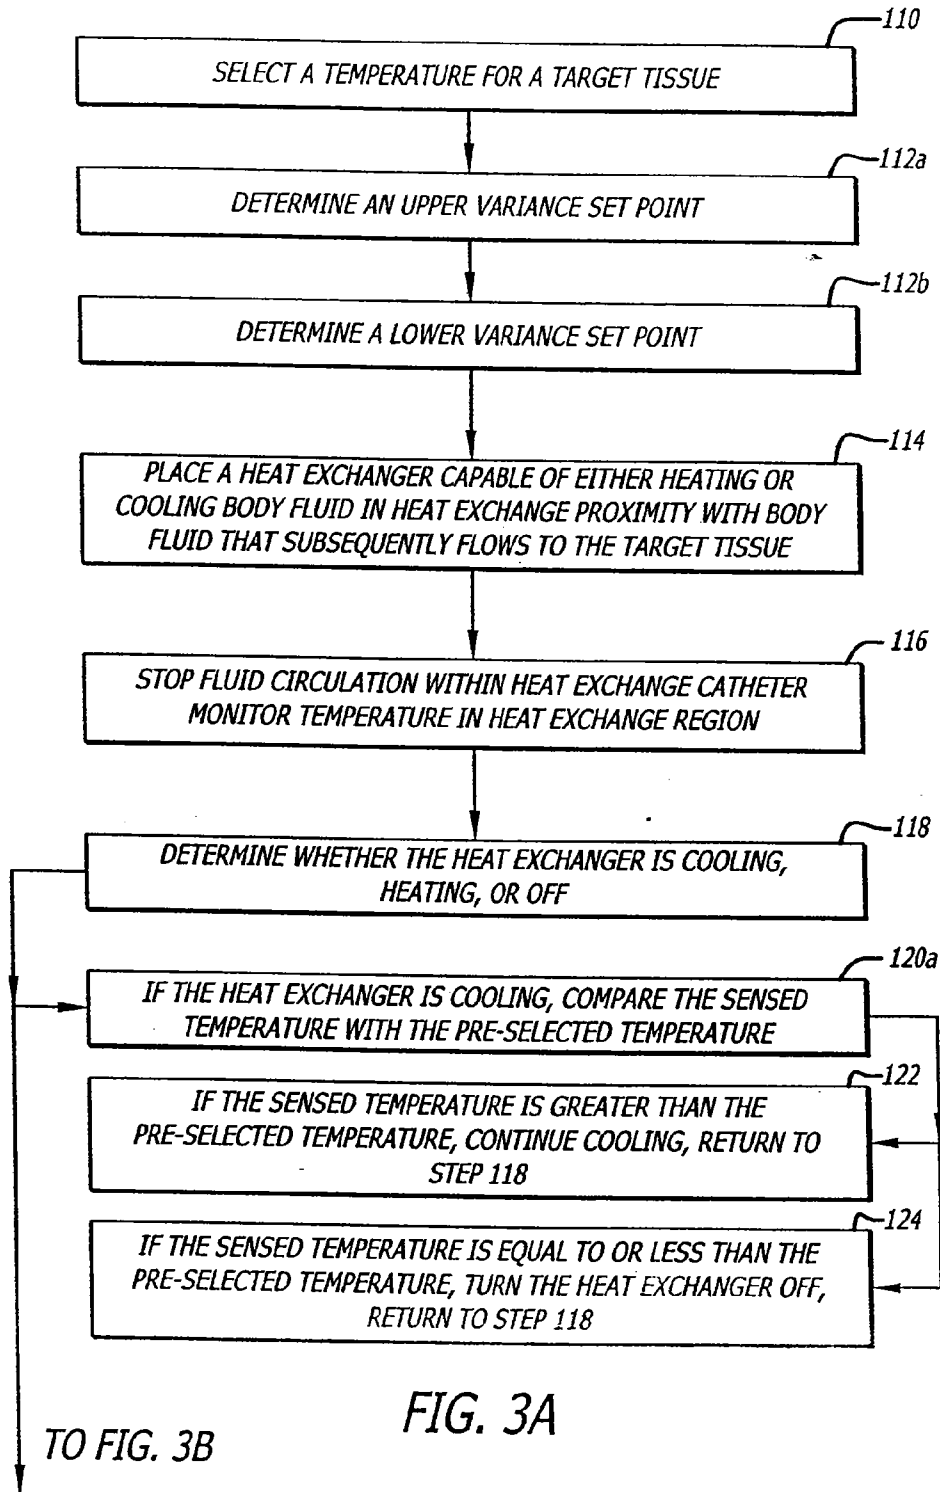 110
SELECT A TEMPERATURE FOR A TARGET TISSUE
112a
DETERMINE AN UPPER VARIANCE SET POINT
112b
DETERMINE A LOWER VARIANCE SET POINT
114
PLACE A HEAT EXCHANGER CAPABLE OF EITHER HEATING OR
COOLING BODY FLUID IN HEAT EXCHANGE PROXIMITY WITH BODY
FLUID THAT SUBSEQUENTLY FLOWS TO THE TARGET TISSUE
116
STOP FLUID CIRCULATION WITHIN HEAT EXCHANGE CATHETER
MONITOR TEMPERATURE IN HEAT EXCHANGE REGION
118
DETERMINE WHETHER THE HEAT EXCHANGER IS COOLING,
HEATING, OR OFF
120a
IF THE HEAT EXCHANGER IS COOLING, COMPARE THE SENSED
TEMPERATURE WITH THE PRE-SELECTED TEMPERATURE
122
IF THE SENSED TEMPERATURE IS GREATER THAN THE
PRE-SELECTED TEMPERATURE, CONTINUE COOLING, RETURN TO
STEP 118
124
IF THE SENSED TEMPERATURE IS EQUAL TO OR LESS THAN THE
PRE-SELECTED TEMPERATURE, TURN THE HEAT EXCHANGER OFF,
RETURN TO STEP 118
FIG. 3A
TO FIG. 3B